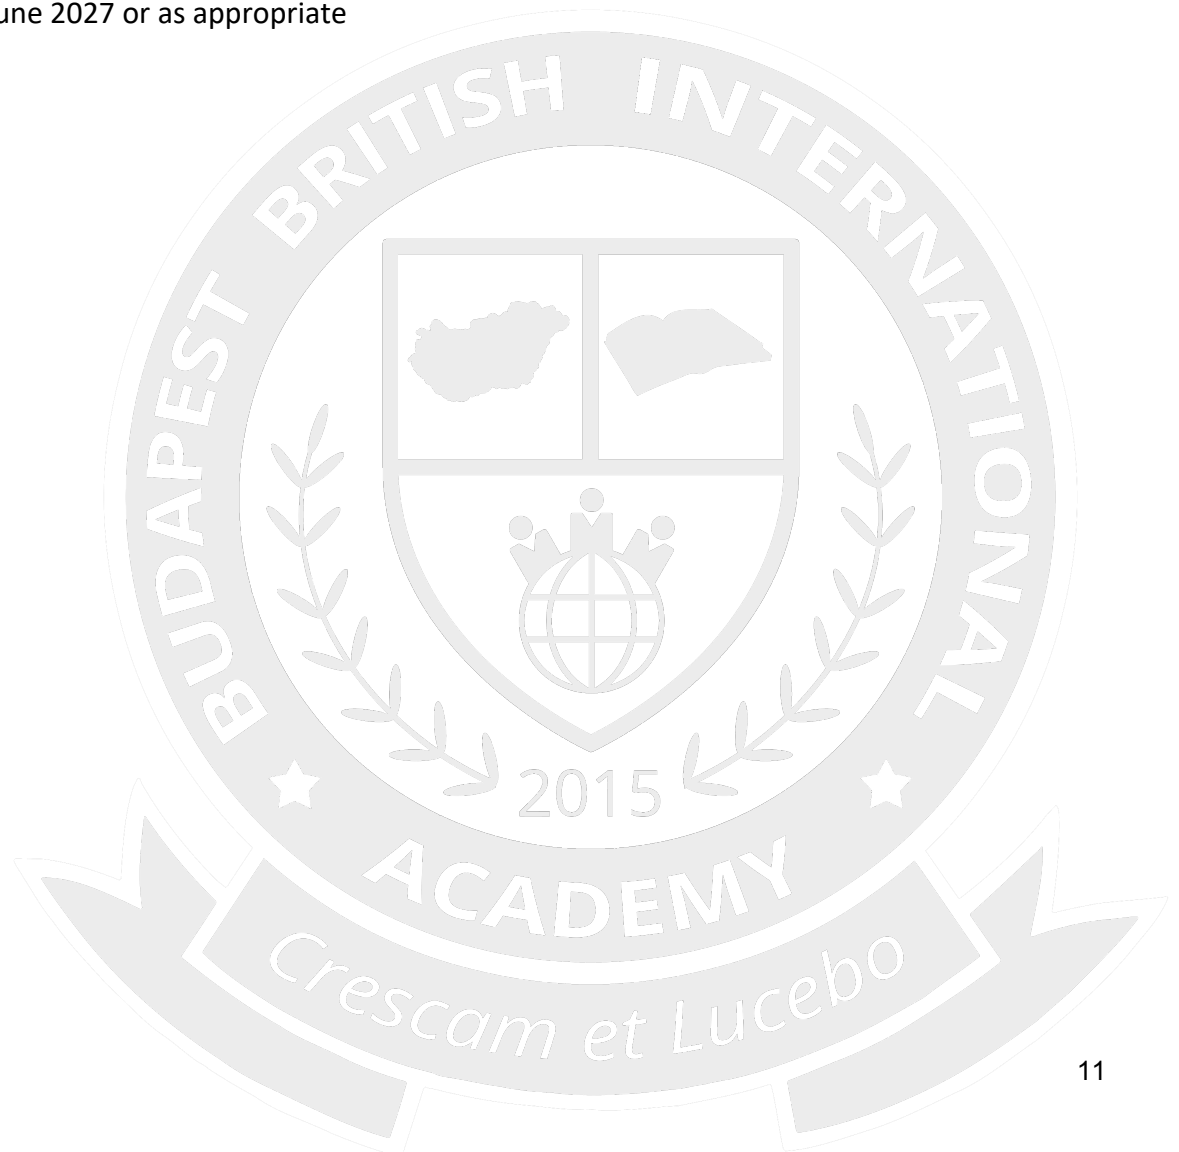 une 2027 or as appropriate
BUDAPEST BRITISH INTERNATIONAL
2015
ACADEMY
Crescam et Lucebo
11